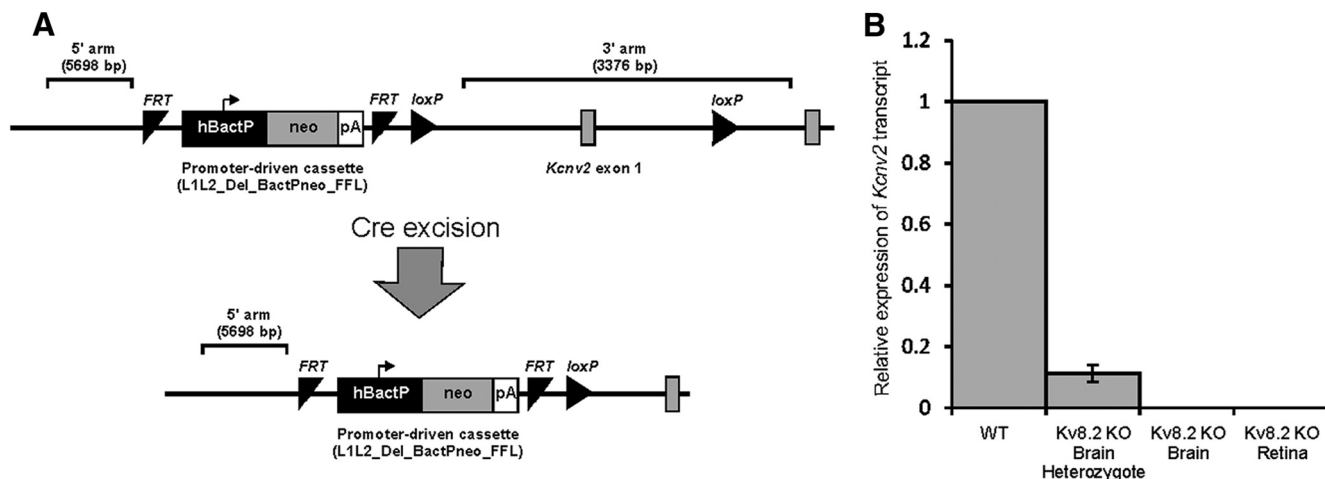 A
5' arm
(5698 bp)
3' arm
(3376 bp)
FRT
FRT
loxP
loxP
hBactP
neo
pA
Promoter-driven cassette
(L1L2_Del_BactPneo_FFL)
Kcnv2 exon 1
Cre excision
5' arm
(5698 bp)
FRT
FRT
loxP
hBactP
neo
pA
Promoter-driven cassette
(L1L2_Del_BactPneo_FFL)
B
Relative expression of Kcnv2 transcript
1.2
1
0.8
0.6
0.4
0.2
0
WT
Kv8.2 KO
Brain
Heterozygote
Kv8.2 KO
Brain
Kv8.2 KO
Retina